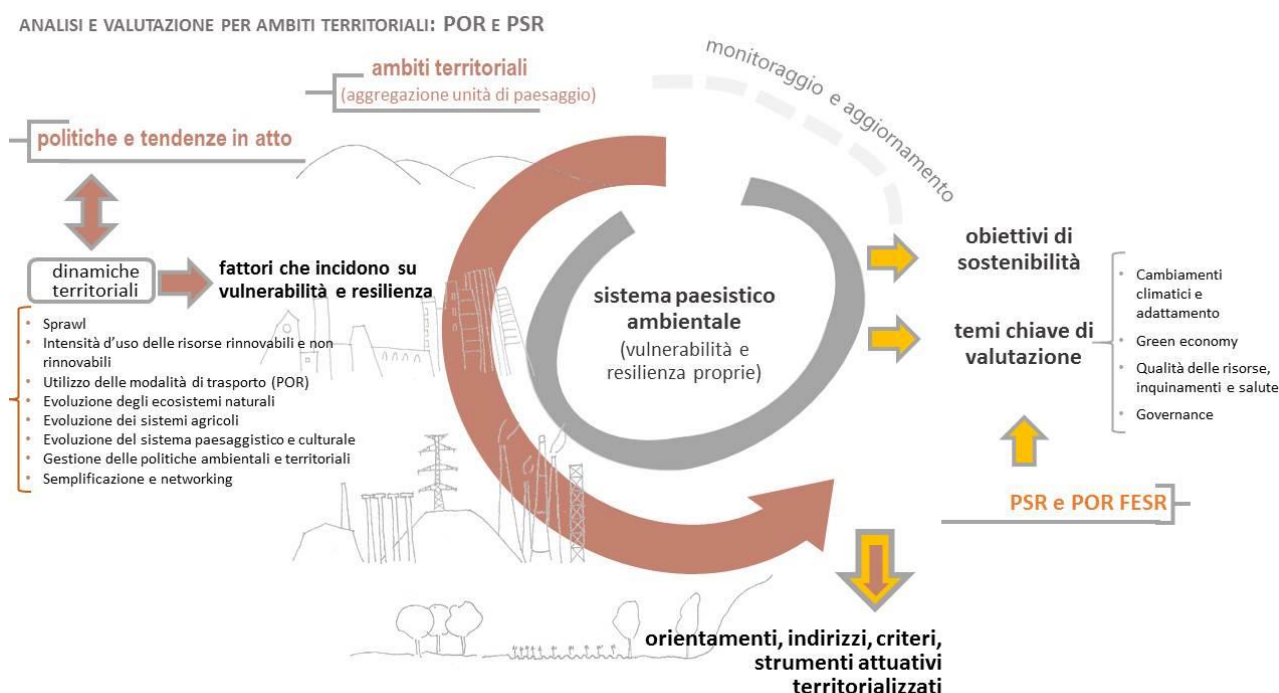 ANALISI E VALUTAZIONE PER AMBITI TERRITORIALI: POR E PSR
ambiti territoriali
(aggregazione unità di paesaggio)
monitoraggio e aggiornamento
politiche e tendenze in atto
dinamiche
territoriali
fattori che incidono su
vulnerabilità e resilienza
• Sprawl
• Intensità d'uso delle risorse rinnovabili e non
rinnovabili
• Utilizzo delle modalità di trasporto (POR)
• Evoluzione degli ecosistemi naturali
• Evoluzione dei sistemi agricoli
• Evoluzione del sistema paesaggistico e culturale
• Gestione delle politiche ambientali e territoriali
• Semplificazione e networking
sistema paesistico
ambientale
(vulnerabilità e
resilienza proprie)
obiettivi di
sostenibilità
temi chiave di
valutazione
• Cambiamenti
climatici e
adattamento
• Green economy
• Qualità delle risorse,
inquinamenti e salute
• Governance
PSR e POR FESR
orientamenti, indirizzi, criteri,
strumenti attuativi
territorializzati